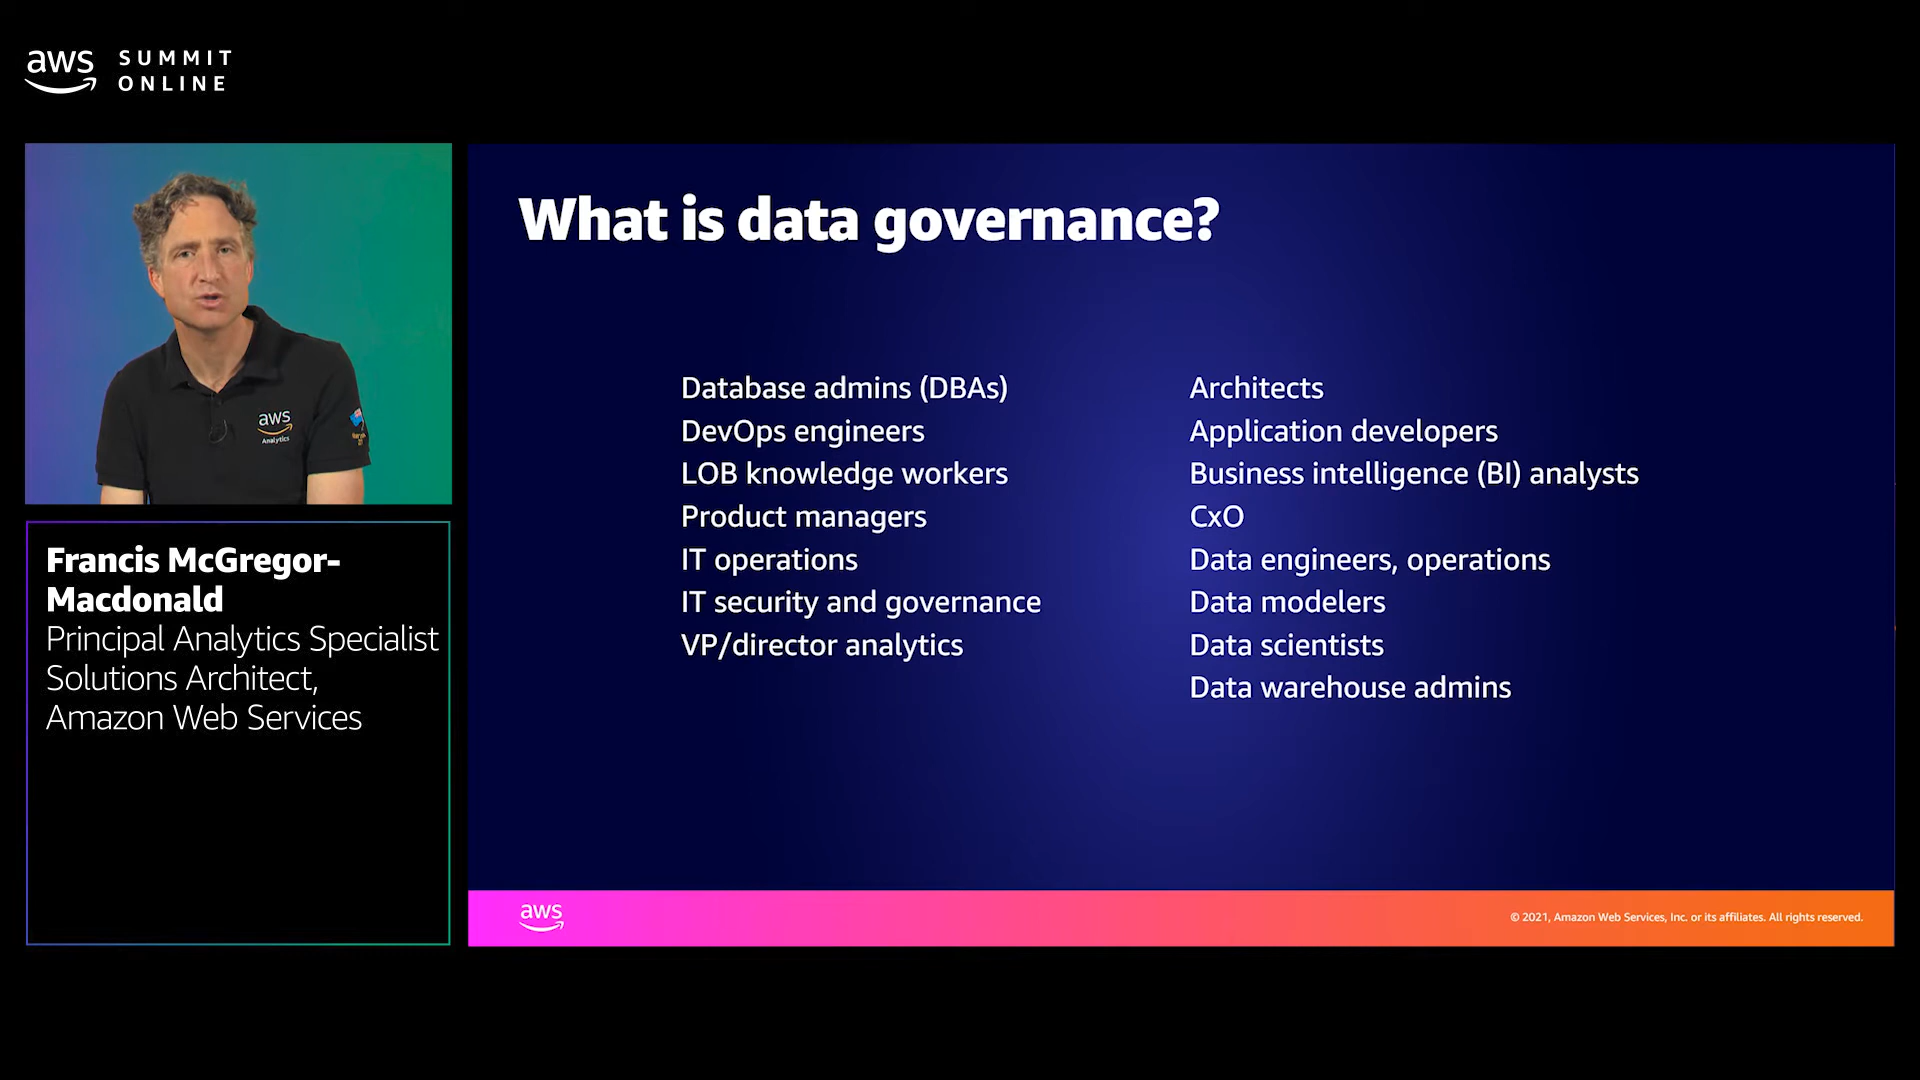 aws SUMMIT
ONLINE
aws
Analytics
Francis McGregor-
Macdonald
Principal Analytics Specialist
Solutions Architect,
Amazon Web Services
What is data governance?
Database admins (DBAs)
DevOps engineers
LOB knowledge workers
Product managers
IT operations
IT security and governance
VP/director analytics
Architects
Application developers
Business intelligence (BI) analysts
CxO
Data engineers, operations
Data modelers
Data scientists
Data warehouse admins
aws
© 2021, Amazon Web Services, Inc. or its affiliates. All rights reserved.